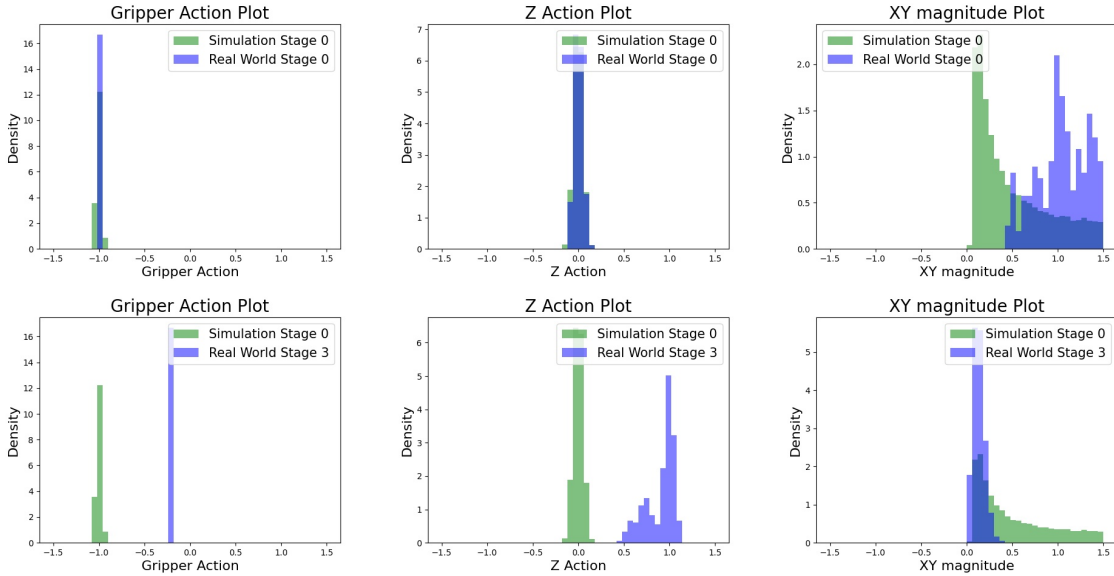 Gripper Action Plot
Simulation Stage 0
Real World Stage 0
Density
16
14
12
10
8
6
4
2
0
−1.5 −1.0 −0.5 0.0 0.5 1.0 1.5
Gripper Action
Z Action Plot
Simulation Stage 0
Real World Stage 0
Density
7
6
5
4
3
2
1
0
−1.5 −1.0 −0.5 0.0 0.5 1.0 1.5
Z Action
XY magnitude Plot
Simulation Stage 0
Real World Stage 0
Density
2.0
1.5
1.0
0.5
0.0
−1.5 −1.0 −0.5 0.0 0.5 1.0 1.5
XY magnitude
Gripper Action Plot
Simulation Stage 0
Real World Stage 3
Density
16
14
12
10
8
6
4
2
0
−1.5 −1.0 −0.5 0.0 0.5 1.0 1.5
Gripper Action
Z Action Plot
Simulation Stage 0
Real World Stage 3
Density
6
5
4
3
2
1
0
−1.5 −1.0 −0.5 0.0 0.5 1.0 1.5
Z Action
XY magnitude Plot
Simulation Stage 0
Real World Stage 3
Density
5
4
3
2
1
0
−1.5 −1.0 −0.5 0.0 0.5 1.0 1.5
XY magnitude